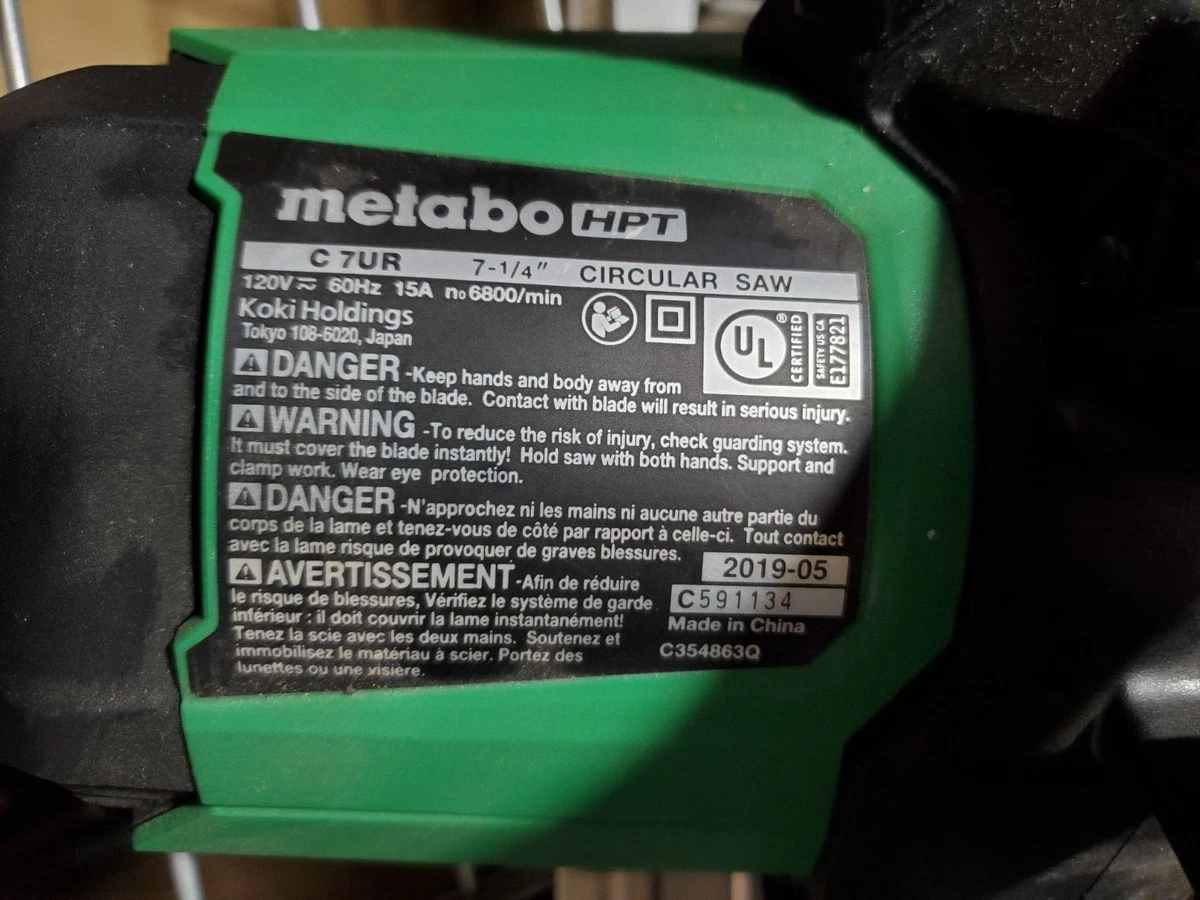 metabo HPT
C 7UR 7-1/4" CIRCULAR SAW
120V ⎓ 60Hz 15A n₀6800/min
Koki Holdings
Tokyo 108-6020, Japan
UL ® CERTIFIED SAFETY US CA E177821
DANGER -Keep hands and body away from
and to the side of the blade. Contact with blade will result in serious injury.
WARNING -To reduce the risk of injury, check guarding system.
It must cover the blade instantly! Hold saw with both hands. Support and
clamp work. Wear eye protection.
DANGER -N'approchez ni les mains ni aucune autre partie du
corps de la lame et tenez-vous de côté par rapport à celle-ci. Tout contact
avec la lame risque de provoquer de graves blessures.
AVERTISSEMENT -Afin de réduire
le risque de blessures, Vérifiez le système de garde
inférieur : il doit couvrir la lame instantanément!
Tenez la scie avec les deux mains. Soutenez et
immobilisez le matériau à scier. Portez des
lunettes ou une visière.
2019-05
C591134
Made in China
C354863Q